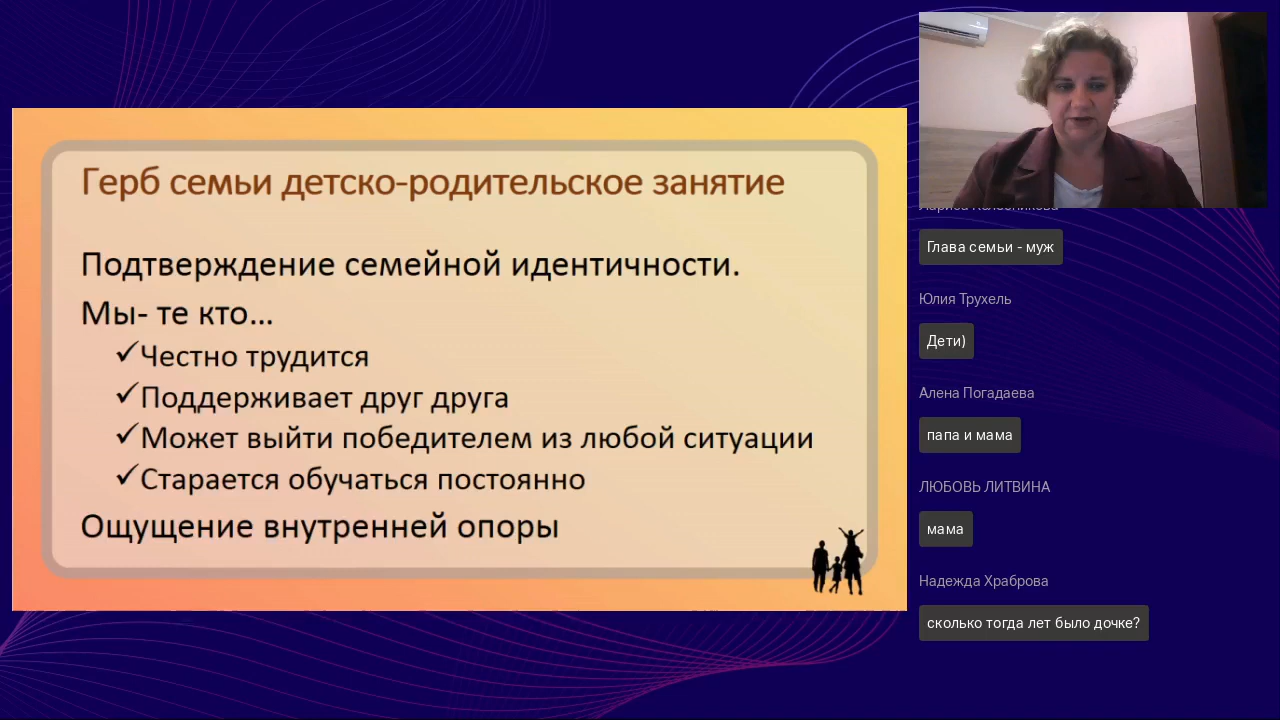 Герб семьи детско-родительское занятие
Подтверждение семейной идентичности.
Мы- те кто...
✓Честно трудится
✓Поддерживает друг друга
✓Может выйти победителем из любой ситуации
✓Старается обучаться постоянно
Ощущение внутренней опоры
Глава семьи - муж
Юлия Трухель
Дети)
Алена Погадаева
папа и мама
ЛЮБОВЬ ЛИТВИНА
мама
Надежда Храброва
сколько тогда лет было дочке?